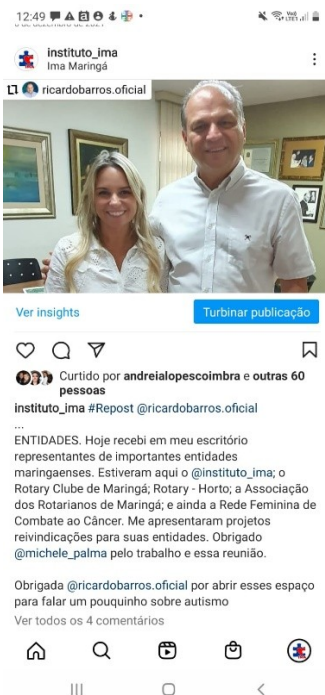 12:49
instituto_ima
Ima Maringá
ricardobarros.oficial
Ver insights
Turbinar publicação
Curtido por andreialopescoimbra e outras 60
pessoas
instituto_ima #Repost @ricardobarros.oficial
...
ENTIDADES. Hoje recebi em meu escritório
representantes de importantes entidades
maringaenses. Estiveram aqui o @instituto_ima; o
Rotary Clube de Maringá; Rotary - Horto; a Associação
dos Rotarianos de Maringá; e ainda a Rede Feminina de
Combate ao Câncer. Me apresentaram projetos
reivindicações para suas entidades. Obrigado
@michele_palma pelo trabalho e essa reunião.
Obrigada @ricardobarros.oficial por abrir esses espaço
para falar um pouquinho sobre autismo
Ver todos os 4 comentários